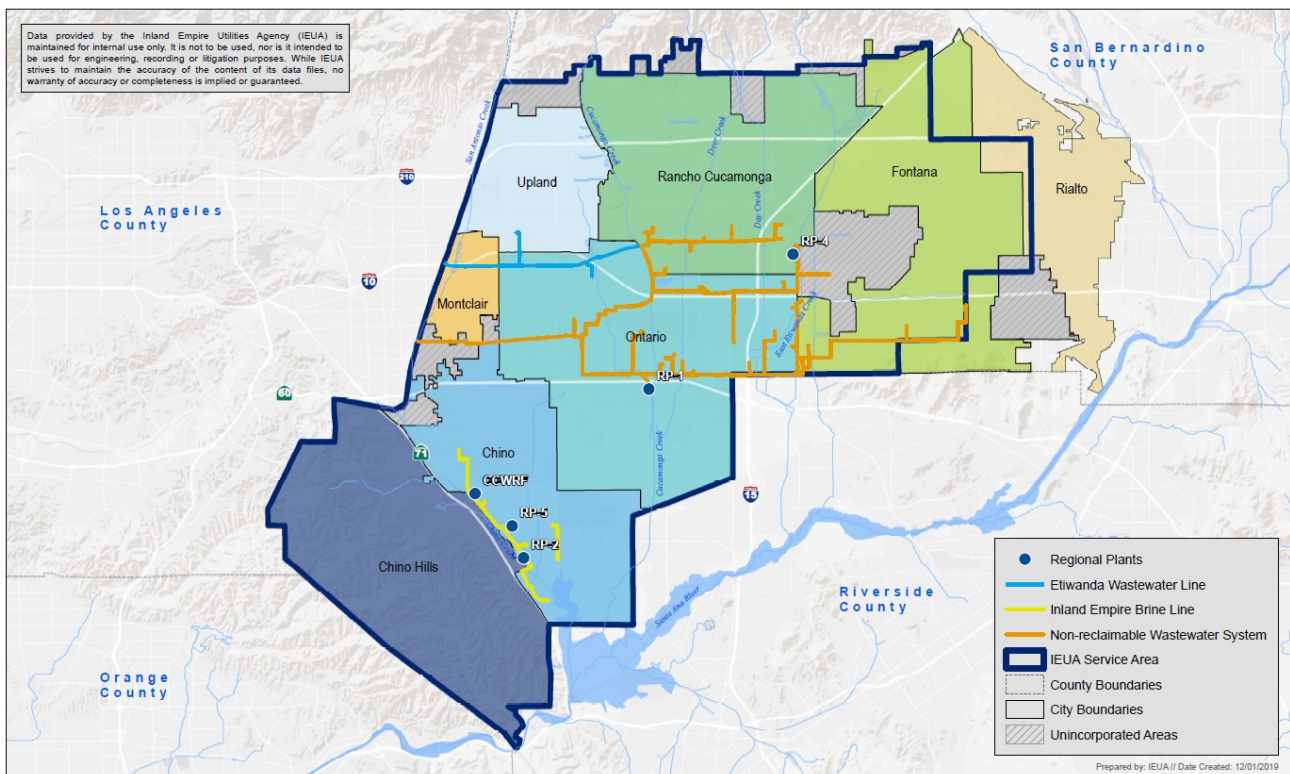 Data provided by the Inland Empire Utilities Agency (IEUA) is
maintained for internal use only. It is not to be used, nor is it intended to
be used for engineering, recording or litigation purposes. While IEUA
strives to maintain the accuracy of the content of its data files, no
warranty of accuracy or completeness is implied or guaranteed.
San Bernardino
County
San Antonio Creek
Cucamonga Creek
Deer Creek
Day Creek
210
Upland
Rancho Cucamonga
Fontana
Rialto
Los Angeles
County
RP-4
10
Montclair
Ontario
East Etiwanda Creek
RP-1
60
71
Chino
Cucamonga Creek
CCWRF
15
RP-5
RP-2
Chino Hills
Santa Ana River
Riverside
County
Orange
County
Regional Plants
Etiwanda Wastewater Line
Inland Empire Brine Line
Non-reclaimable Wastewater System
IEUA Service Area
County Boundaries
City Boundaries
Unincorporated Areas
Prepared by: IEUA // Date Created: 12/01/2019